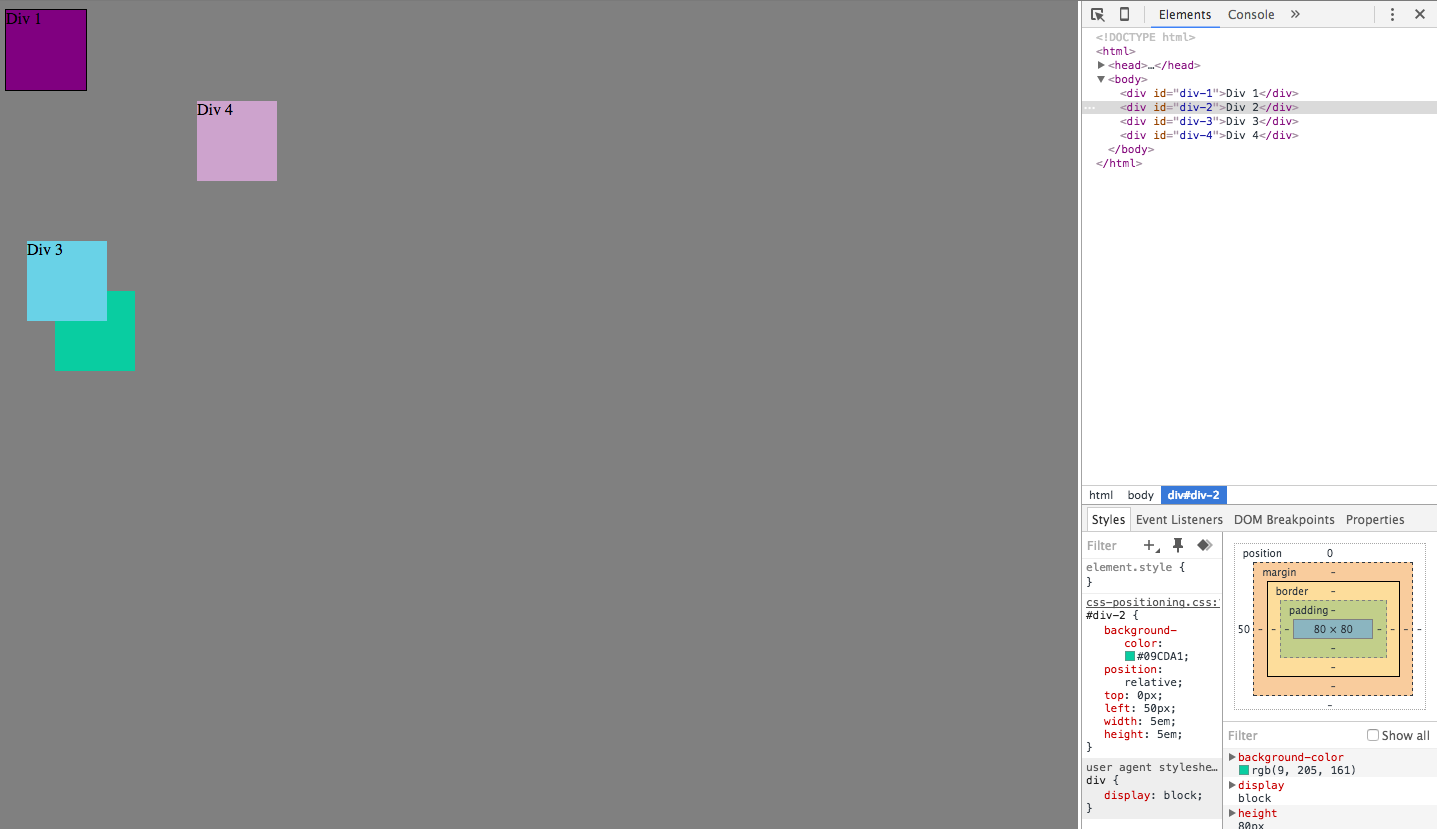 Div 1
Div 4
Div 3
Elements Console »
<!DOCTYPE html>
<html>
<head>…</head>
<body>
<div id="div-1">Div 1</div>
<div id="div-2">Div 2</div>
<div id="div-3">Div 3</div>
<div id="div-4">Div 4</div>
</body>
</html>
html body div#div-2
Styles Event Listeners DOM Breakpoints Properties
Filter
element.style {
}
css-positioning.css:
#div-2 {
background-
color:
#09CDA1;
position:
relative;
top: 0px;
left: 50px;
width: 5em;
height: 5em;
}
user agent styleshe…
div {
display: block;
}
position 0
margin -
border -
padding -
50 - - - 80 × 80 - - - -
-
-
-
-
Filter Show all
background-color
rgb(9, 205, 161)
display
block
height
80px